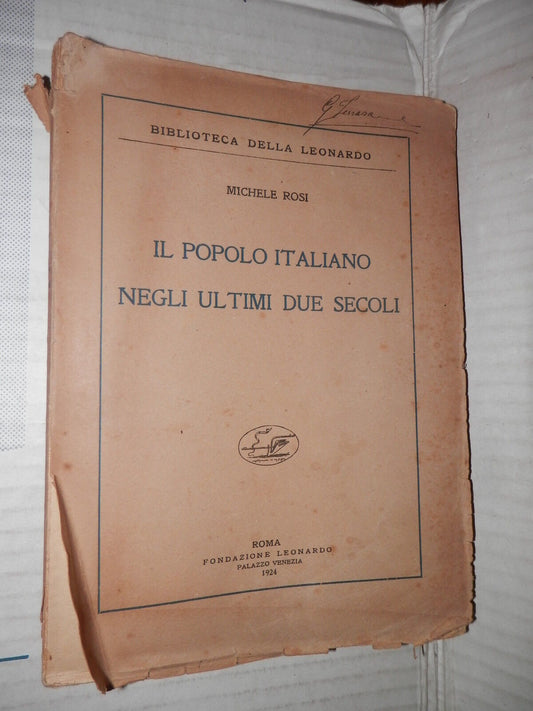 BIBLIOTECA DELLA LEONARDO
MICHELE ROSI
IL POPOLO ITALIANO
NEGLI ULTIMI DUE SECOLI
ROMA
FONDAZIONE LEONARDO
PALAZZO VENEZIA
1924